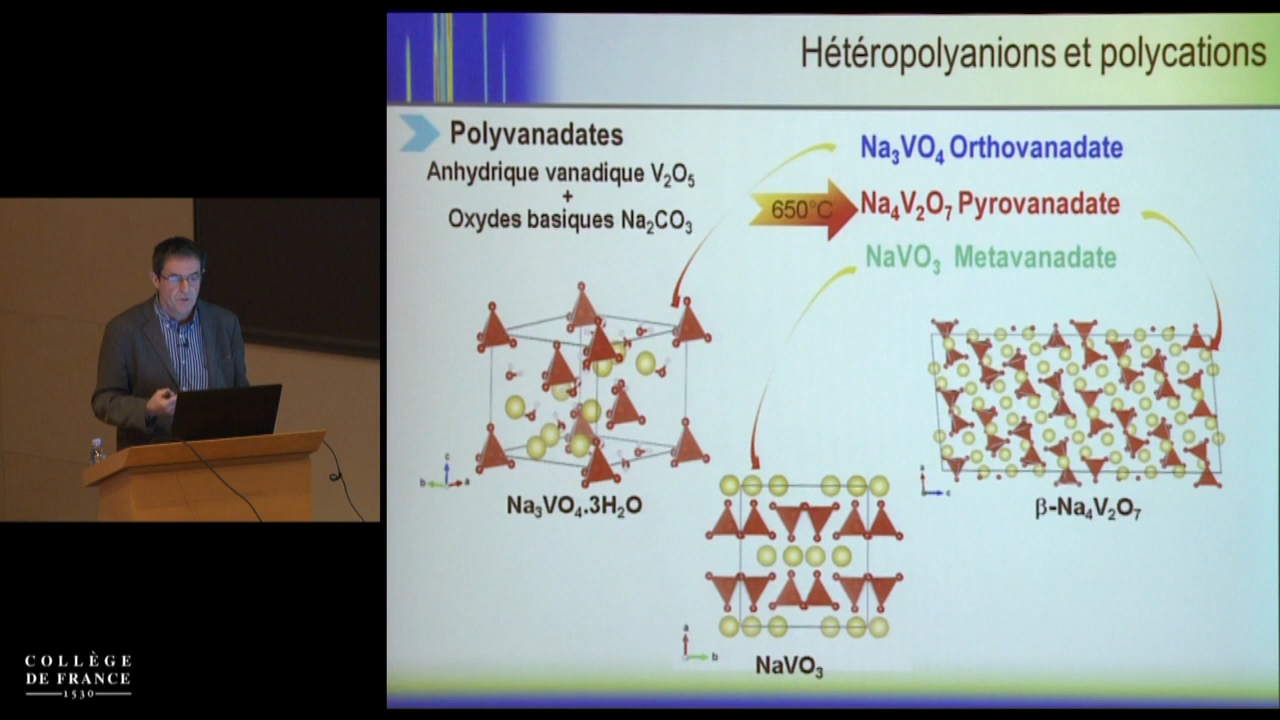 Hétéropolyanions et polycations
Polyvanadates
Anhydrique vanadique V₂O₅
+
Oxydes basiques Na₂CO₃
650°C
Na₃VO₄ Orthovanadate
Na₄V₂O₇ Pyrovanadate
NaVO₃ Metavanadate
c
b
a
Na₃VO₄.3H₂O
a
c
β-Na₄V₂O₇
a
b
NaVO₃
COLLÈGE
DE FRANCE
1530